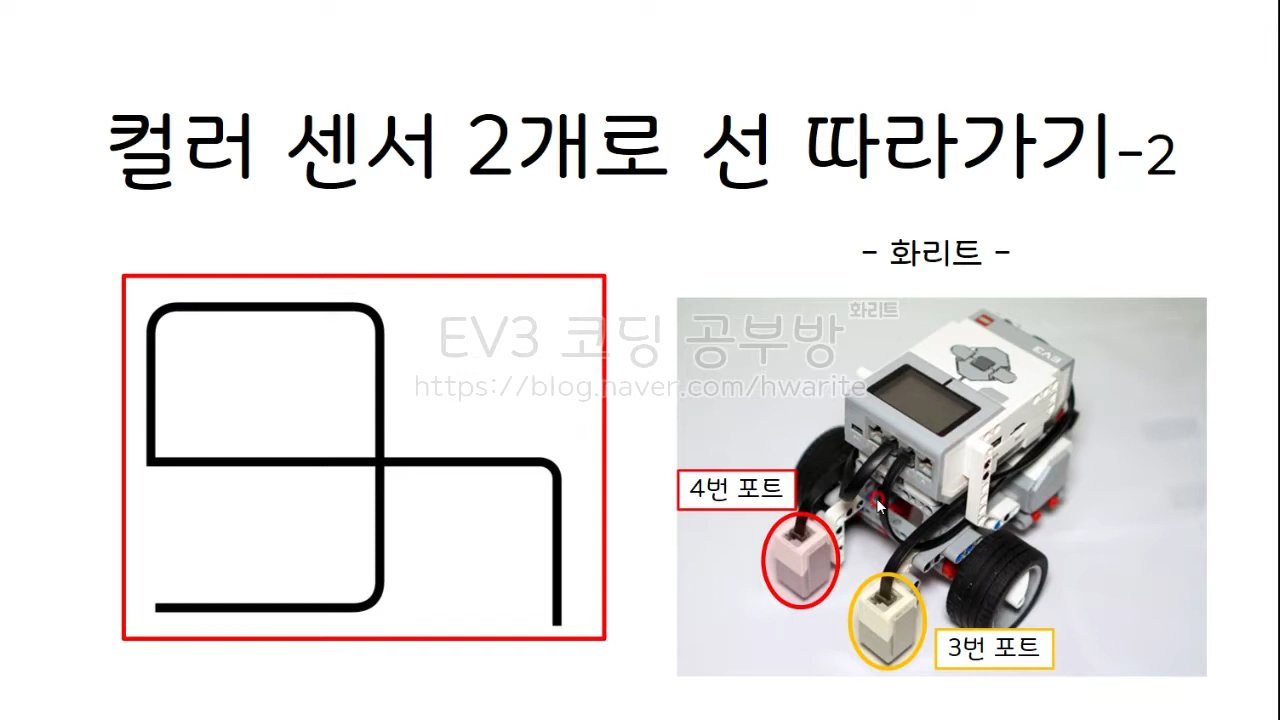 컬러 센서 2개로 선 따라가기-2
- 화리트 -
화리트
EV3 코딩 공부방
https://blog.naver.com/hwarite
EV3
4번 포트
3번 포트